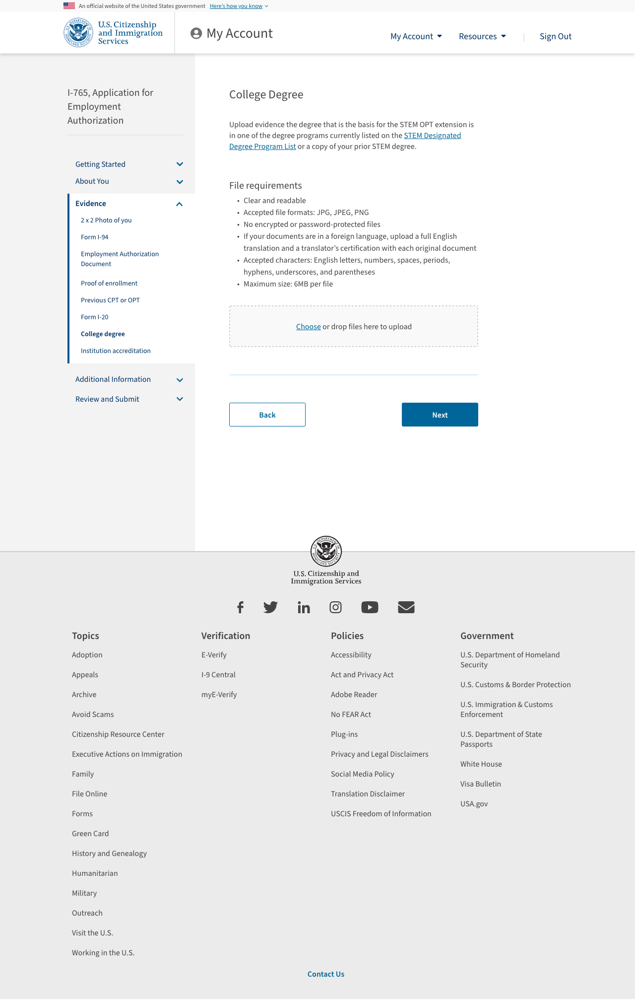 An official website of the United States government Here's how you know
U.S. Citizenship
and Immigration
Services
My Account
My Account
Resources
Sign Out
I-765, Application for
Employment
Authorization
Getting Started
About You
Evidence
2 x 2 Photo of you
Form I-94
Employment Authorization
Document
Proof of enrollment
Previous CPT or OPT
Form I-20
College degree
Institution accreditation
Additional Information
Review and Submit
College Degree
Upload evidence the degree that is the basis for the STEM OPT extension is
in one of the degree programs currently listed on the STEM Designated
Degree Program List or a copy of your prior STEM degree.
File requirements
• Clear and readable
• Accepted file formats: JPG, JPEG, PNG
• No encrypted or password-protected files
• If your documents are in a foreign language, upload a full English
translation and a translator’s certification with each original document
• Accepted characters: English letters, numbers, spaces, periods,
hyphens, underscores, and parentheses
• Maximum size: 6MB per file
Choose or drop files here to upload
Back
Next
U.S. DEPARTMENT OF
HOMELAND SECURITY
U.S. Citizenship and
Immigration Services
Topics
Adoption
Appeals
Archive
Avoid Scams
Citizenship Resource Center
Executive Actions on Immigration
Family
File Online
Forms
Green Card
History and Genealogy
Humanitarian
Military
Outreach
Visit the U.S.
Working in the U.S.
Verification
E-Verify
I-9 Central
myE-Verify
Policies
Accessibility
Act and Privacy Act
Adobe Reader
No FEAR Act
Plug-ins
Privacy and Legal Disclaimers
Social Media Policy
Translation Disclaimer
USCIS Freedom of Information
Government
U.S. Department of Homeland
Security
U.S. Customs & Border Protection
U.S. Immigration & Customs
Enforcement
U.S. Department of State
Passports
White House
Visa Bulletin
USA.gov
Contact Us